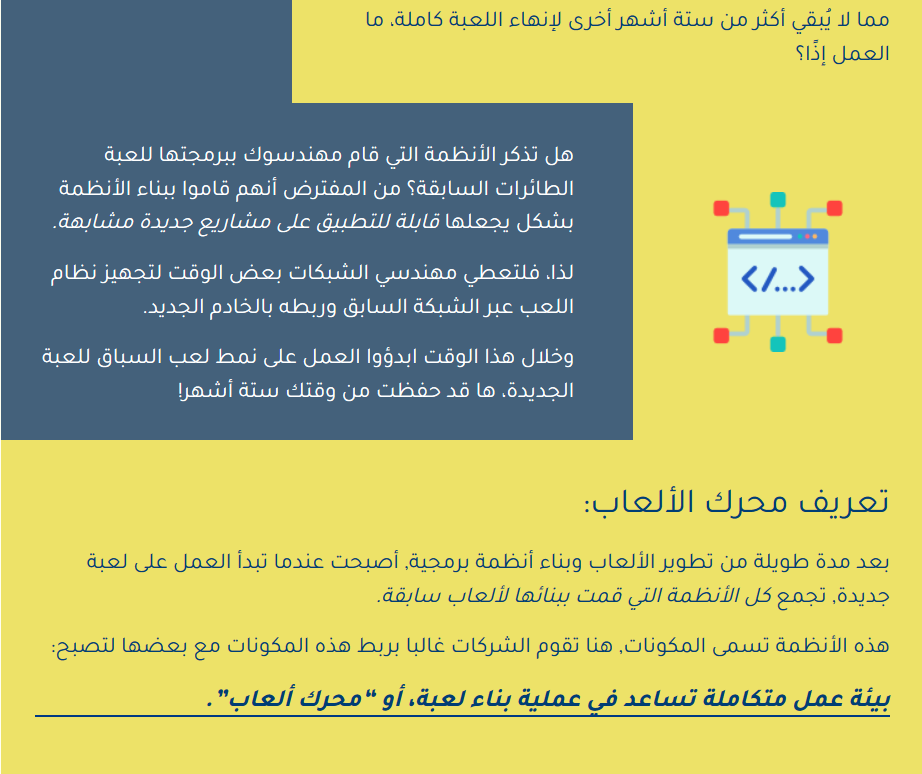 مما لا يُبقي أكثر من ستة أشهر أخرى لإنهاء اللعبة كاملة، ما
العمل إذًا؟
هل تذكر الأنظمة التي قام مهندسوك ببرمجتها للعبة
الطائرات السابقة؟ من المفترض أنهم قاموا ببناء الأنظمة
بشكل يجعلها قابلة للتطبيق على مشاريع جديدة مشابهة.
لذا، فلتعطي مهندسي الشبكات بعض الوقت لتجهيز نظام
اللعب عبر الشبكة السابق وربطه بالخادم الجديد.
وخلال هذا الوقت ابدؤوا العمل على نمط لعب السباق للعبة
الجديدة، ها قد حفظت من وقتك ستة أشهر!
</...>
تعريف محرك الألعاب:
بعد مدة طويلة من تطوير الألعاب وبناء أنظمة برمجية, أصبحت عندما تبدأ العمل على لعبة
جديدة, تجمع كل الأنظمة التي قمت ببنائها لألعاب سابقة.
هذه الأنظمة تسمى المكونات, هنا تقوم الشركات غالبا بربط هذه المكونات مع بعضها لتصبح:
بيئة عمل متكاملة تساعد في عملية بناء لعبة، أو “محرك ألعاب”.